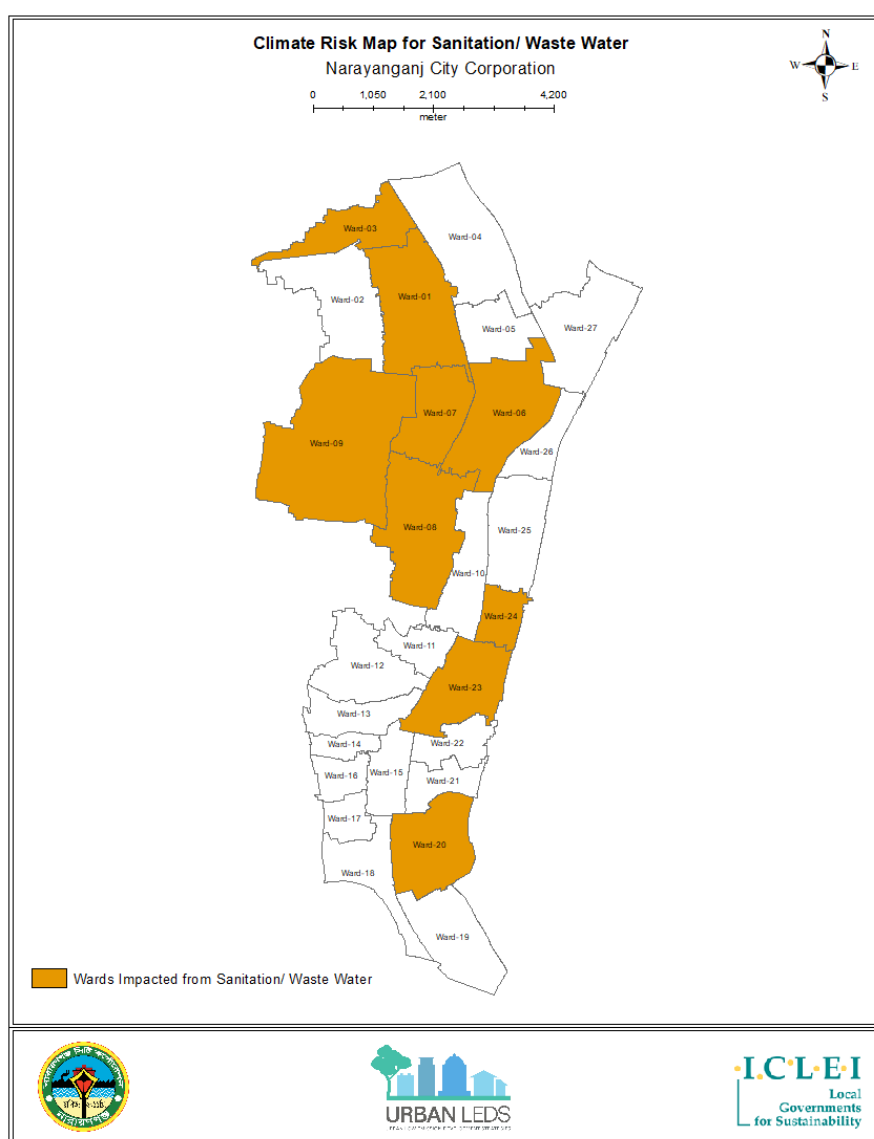 Climate Risk Map for Sanitation/ Waste Water
Narayanganj City Corporation
N
W
E
S
0 1,050 2,100 4,200
meter
Ward-03
Ward-04
Ward-02
Ward-01
Ward-05
Ward-27
Ward-07
Ward-06
Ward-09
Ward-26
Ward-08
Ward-25
Ward-10
Ward-24
Ward-11
Ward-12
Ward-23
Ward-13
Ward-14
Ward-22
Ward-16
Ward-15
Ward-21
Ward-17
Ward-20
Ward-18
Ward-19
Wards Impacted from Sanitation/ Waste Water
নারায়ণগঞ্জ
URBAN LEDS
I.C.L.E.I
Local
Governments
for Sustainability